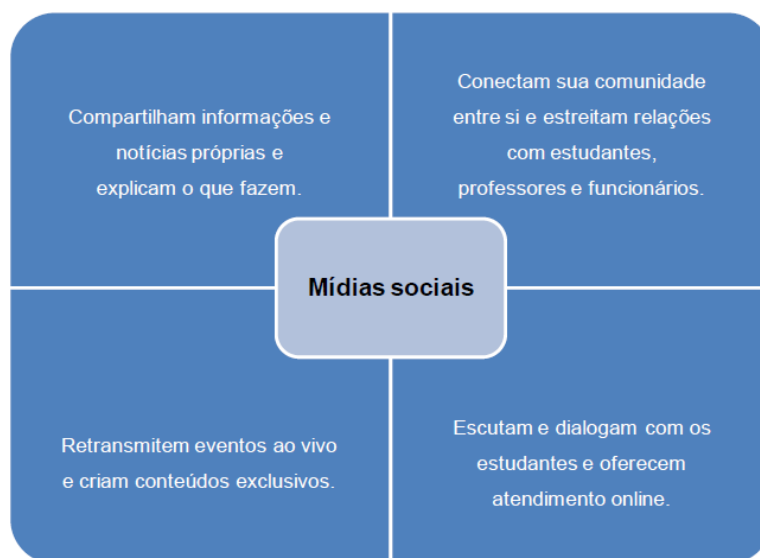 Compartilham informações e
notícias próprias e
explicam o que fazem.
Conectam sua comunidade
entre si e estreitam relações
com estudantes,
professores e funcionários.
Mídias sociais
Retransmitem eventos ao vivo
e criam conteúdos exclusivos.
Escutam e dialogam com os
estudantes e oferecem
atendimento online.